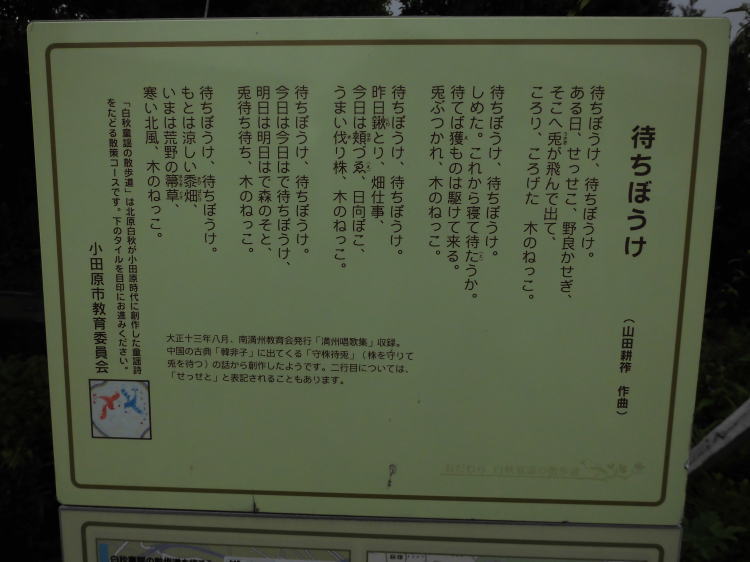 待ちぼうけ
（山田耕筰　作曲）
待ちぼうけ、待ちぼうけ。
ある日、せっせこ、野良かせぎ、
そこへ兎が飛んで出て、
ころり、ころげた　木のねっこ。
待ちぼうけ、待ちぼうけ。
しめた。これから寝て待たうか。
待てば獲ものは駆けて来る。
兎ぶつかれ、木のねっこ。
待ちぼうけ、待ちぼうけ。
昨日鍬とり、畑仕事、
今日は頬づゑ、日向ぼこ、
うまい伐り株、木のねっこ。
待ちぼうけ、待ちぼうけ。
今日は今日はで待ちぼうけ、
明日は明日はで森のそと、
兎待ち待ち、木のねっこ。
待ちぼうけ、待ちぼうけ。
もとは涼しい黍畑、
いまは荒野の箒草、
寒い北風、木のねっこ。
大正十三年八月、南満州教育会発行「満州唱歌集」収録。
中国の古典「韓非子」に出てくる「守株待兎」（株を守りて
兎を待つ）の話から創作したようです。二行目については、
「せっせと」と表記されることもあります。
「白秋童謡の散歩道」は北原白秋が小田原時代に創作した童謡詩
をたどる散策コースです。下のタイルを目印にお進みください。
小田原市教育委員会
おだわら 白秋童謡の散歩道